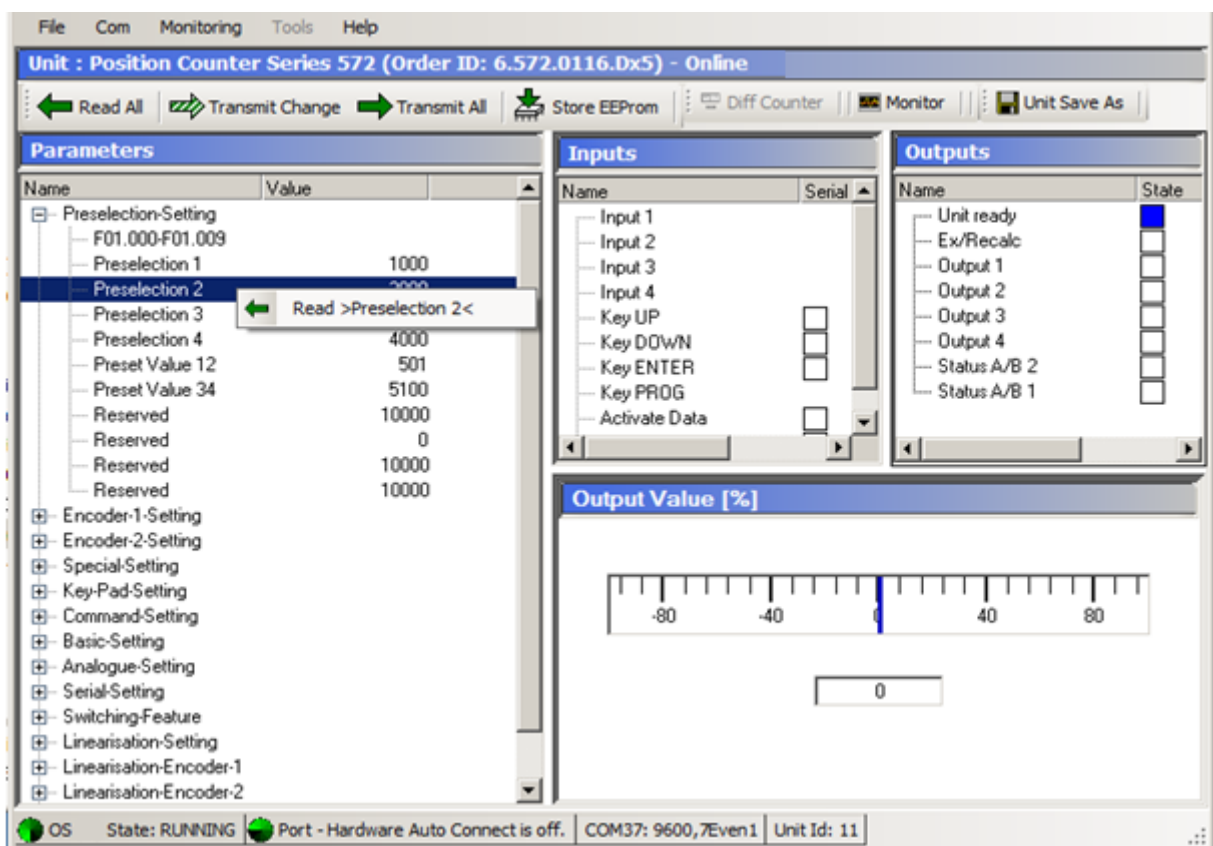 File Com Monitoring Tools Help
Unit : Position Counter Series 572 (Order ID: 6.572.0116.Dx5) - Online
Read All Transmit Change Transmit All Store EEProm Diff Counter Monitor Unit Save As
Parameters
Name Value
Preselection-Setting
F01.000-F01.009
Preselection 1 1000
Preselection 2
Read >Preselection 2<
Preselection 3
Preselection 4 4000
Preset Value 12 501
Preset Value 34 5100
Reserved 10000
Reserved 0
Reserved 10000
Reserved 10000
Encoder-1-Setting
Encoder-2-Setting
Special-Setting
Key-Pad-Setting
Command-Setting
Basic-Setting
Analogue-Setting
Serial-Setting
Switching-Feature
Linearisation-Setting
Linearisation-Encoder-1
Linearisation-Encoder-2
Inputs
Name Serial
Input 1
Input 2
Input 3
Input 4
Key UP
Key DOWN
Key ENTER
Key PROG
Activate Data
Outputs
Name State
Unit ready
Ex/Recalc
Output 1
Output 2
Output 3
Output 4
Status A/B 2
Status A/B 1
Output Value [%]
-80 -40 0 40 80
0
OS State: RUNNING Port - Hardware Auto Connect is off. COM37: 9600,7Even1 Unit Id: 11